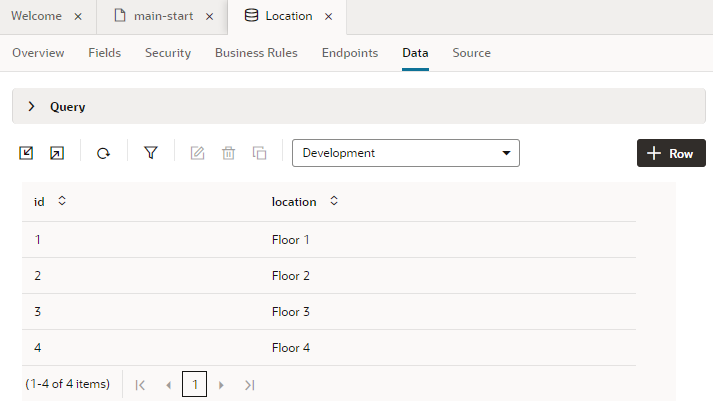 Welcome × main-start × Location ×
Overview Fields Security Business Rules Endpoints Data Source
Query
Development + Row
id location
1 Floor 1
2 Floor 2
3 Floor 3
4 Floor 4
(1-4 of 4 items) 1